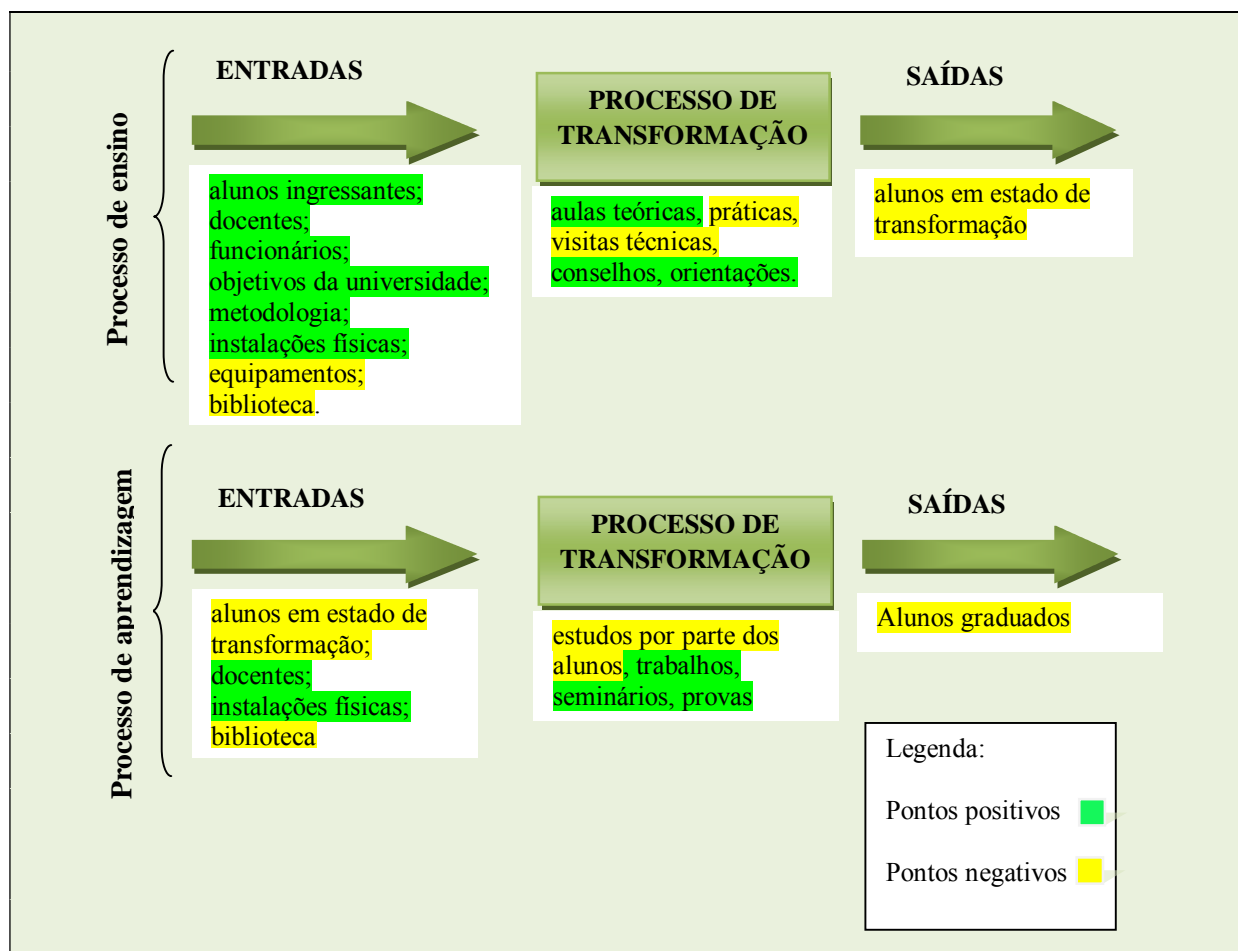 Processo de ensino
ENTRADAS
alunos ingressantes;
docentes;
funcionários;
objetivos da universidade;
metodologia;
instalações físicas;
equipamentos;
biblioteca.
PROCESSO DE
TRANSFORMAÇÃO
aulas teóricas, práticas,
visitas técnicas,
conselhos, orientações.
SAÍDAS
alunos em estado de
transformação
Processo de aprendizagem
ENTRADAS
alunos em estado de
transformação;
docentes;
instalações físicas;
biblioteca
PROCESSO DE
TRANSFORMAÇÃO
estudos por parte dos
alunos, trabalhos,
seminários, provas
SAÍDAS
Alunos graduados
Legenda:
Pontos positivos
Pontos negativos